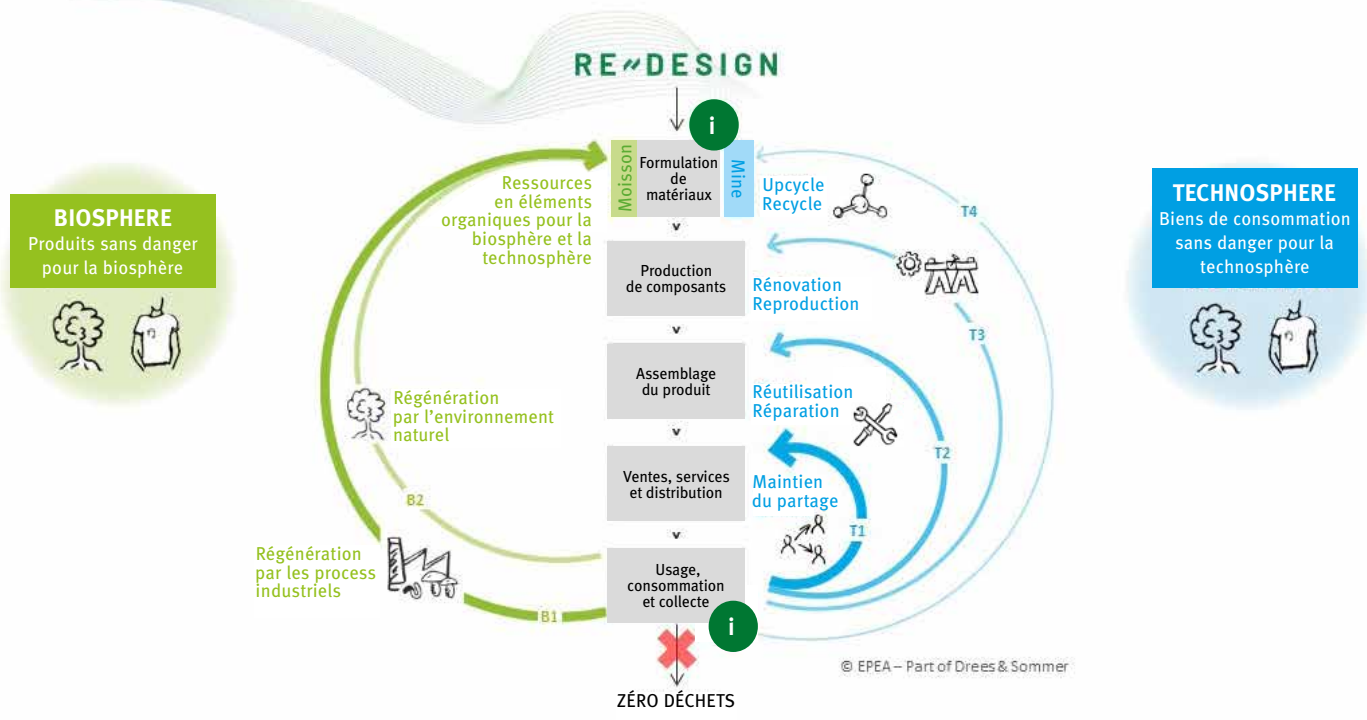 RE//DESIGN
i
Moisson
Formulation
de
matériaux
Mine
Ressources
en éléments
organiques pour la
biosphère et la
technosphère
Upcycle
Recycle
T4
BIOSPHERE
Produits sans danger
pour la biosphère
TECHNOSPHERE
Biens de consommation
sans danger pour la
technosphère
Production
de composants
Rénovation
Reproduction
T3
Assemblage
du produit
Réutilisation
Réparation
Régénération
par l’environnement
naturel
T2
Ventes, services
et distribution
Maintien
du partage
B2
T1
Régénération
par les process
industriels
Usage,
consommation
et collecte
B1
i
© EPEA – Part of Drees & Sommer
ZÉRO DÉCHETS